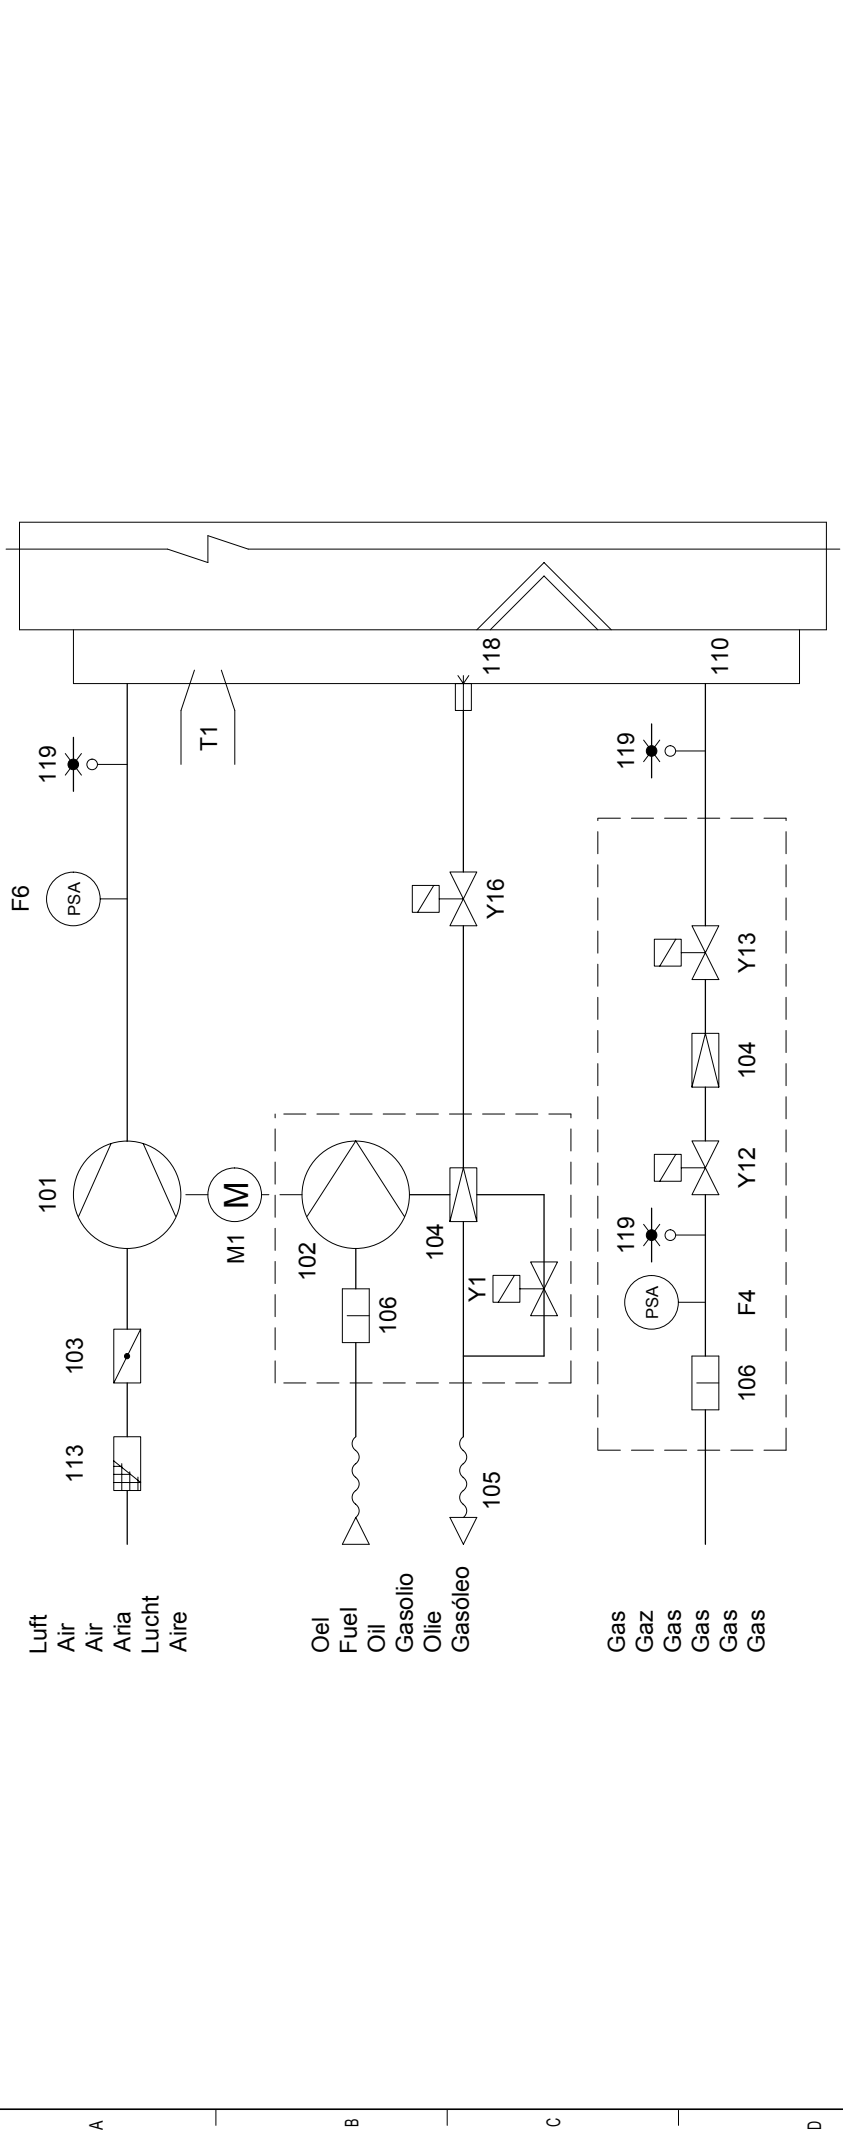 Luft
Air
Air
Aria
Lucht
Aire
113
103
101
F6
PSA
119
T1
M1
M
Oel
Fuel
Oil
Gasolio
Olie
Gasóleo
105
106
102
104
Y1
Y16
118
Gas
Gaz
Gas
Gas
Gas
Gas
106
PSA
F4
119
Y12
104
Y13
119
110
A
B
C
D